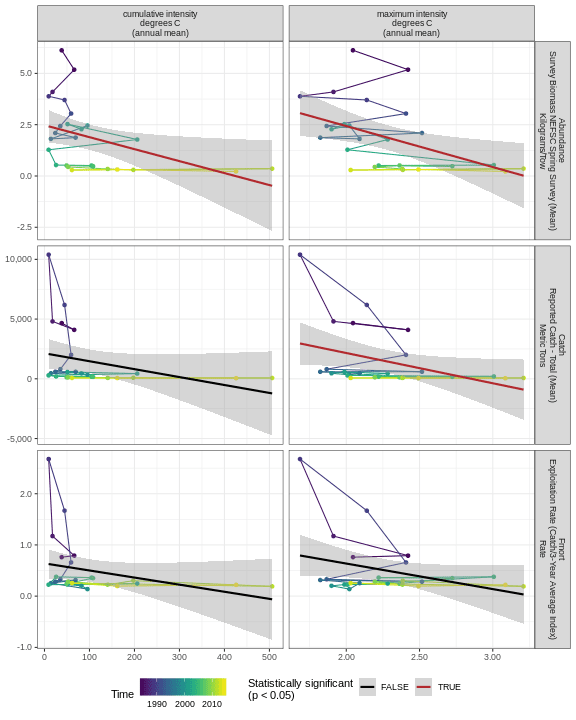 cumulative intensity
degrees C
(annual mean)
maximum intensity
degrees C
(annual mean)
5.0
2.5
0.0
-2.5
Abundance
Survey Biomass NEFSC Spring Survey (Mean)
Kilograms/Tow
10,000
5,000
0
-5,000
Catch
Reported Catch - Total (Mean)
Metric Tons
2.0
1.0
0.0
-1.0
Fmort
Exploitation Rate (Catch/3-Year Average Index)
Rate
0 100 200 300 400 500
2.00 2.50 3.00
Time
1990 2000 2010
Statistically significant
(p < 0.05)
FALSE
TRUE